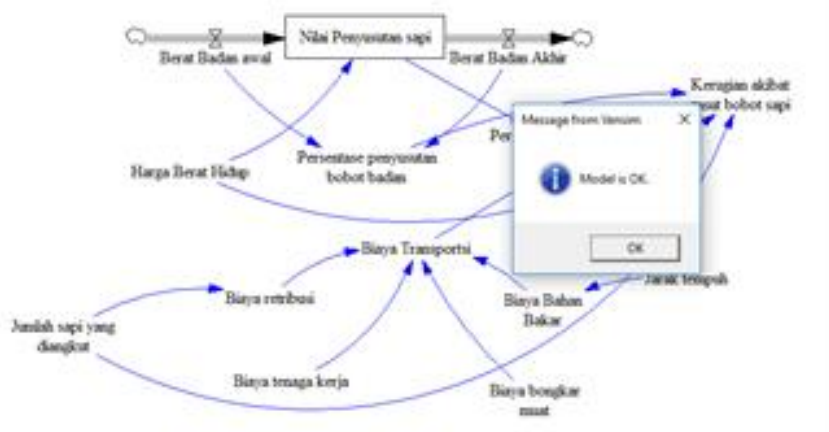 Nilai Penyusutan sapi
Berat Badan awal
Berat Badan Akhir
Kerugian akibat
susut bobot sapi
Message from Vensim
Per
Model is OK.
OK
Persentase penyusutan
bobot badan
Harga Berat Hidup
Biaya Transportsi
Jarak tempuh
Biaya retribusi
Biaya Bahan
Bakar
Jumlah sapi yang
diangkut
Biaya tenaga kerja
Biaya bongkar
muat